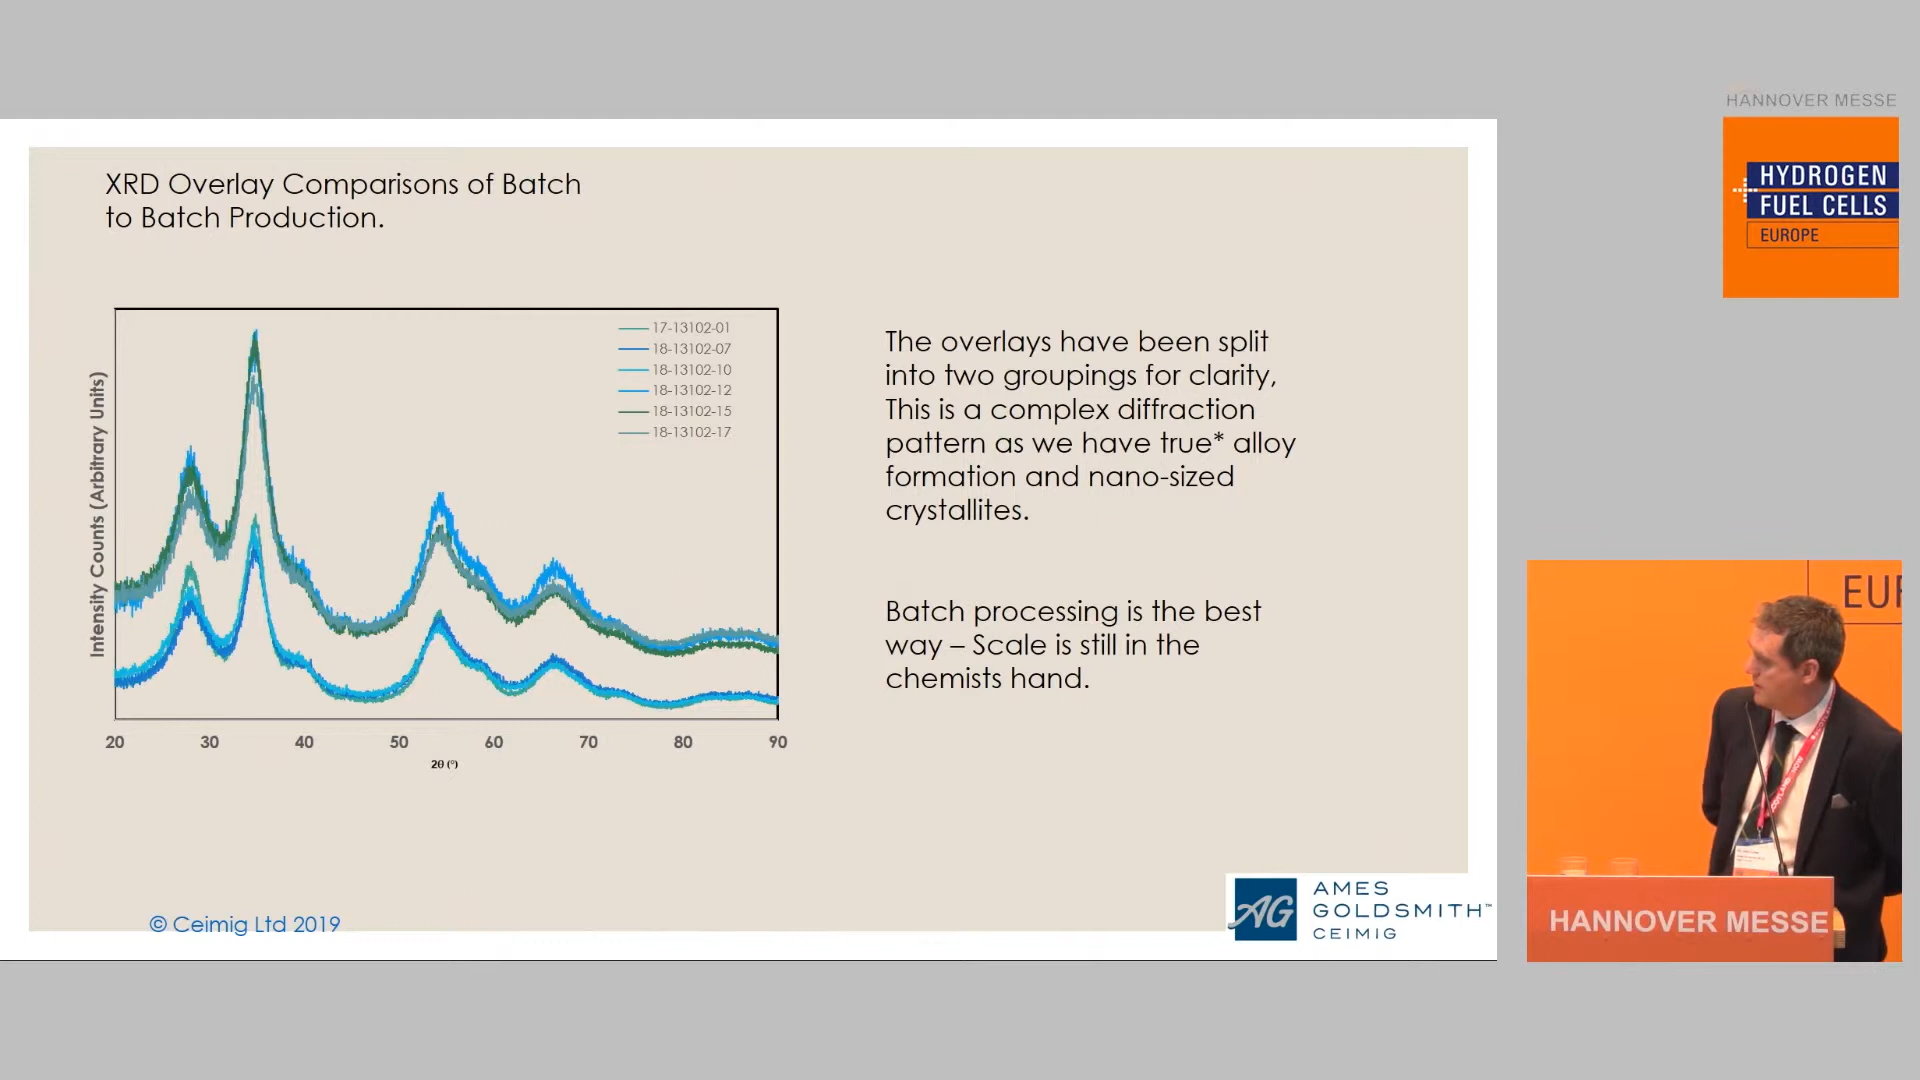 HANNOVER MESSE
HYDROGEN
FUEL CELLS
EUROPE
XRD Overlay Comparisons of Batch
to Batch Production.
Intensity Counts (Arbitrary Units)
17-13102-01
18-13102-07
18-13102-10
18-13102-12
18-13102-15
18-13102-17
20 30 40 50 60 70 80 90
2θ (°)
The overlays have been split
into two groupings for clarity,
This is a complex diffraction
pattern as we have true* alloy
formation and nano-sized
crystallites.
Batch processing is the best
way – Scale is still in the
chemists hand.
© Ceimig Ltd 2019
AG
AMES
GOLDSMITH™
CEIMIG
EUR
HANNOVER MESSE